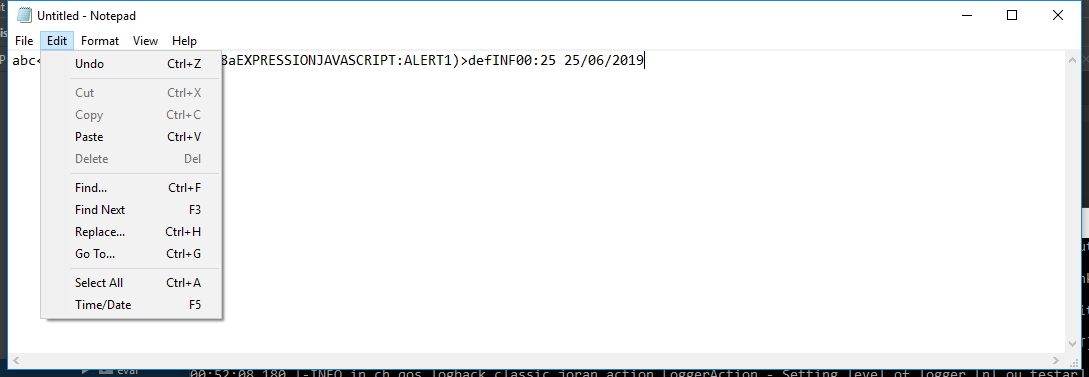 Untitled - Notepad
File Edit Format View Help
abc< 8aEXPRESSIONJAVASCRIPT:ALERT1)>defINF00:25 25/06/2019
Undo Ctrl+Z
Cut Ctrl+X
Copy Ctrl+C
Paste Ctrl+V
Delete Del
Find... Ctrl+F
Find Next F3
Replace... Ctrl+H
Go To... Ctrl+G
Select All Ctrl+A
Time/Date F5
eval
00:52:08,180 |-INFO in ch.qos.logback.classic.joran.action.LoggerAction - Setting level of logger [nl.ou.testar